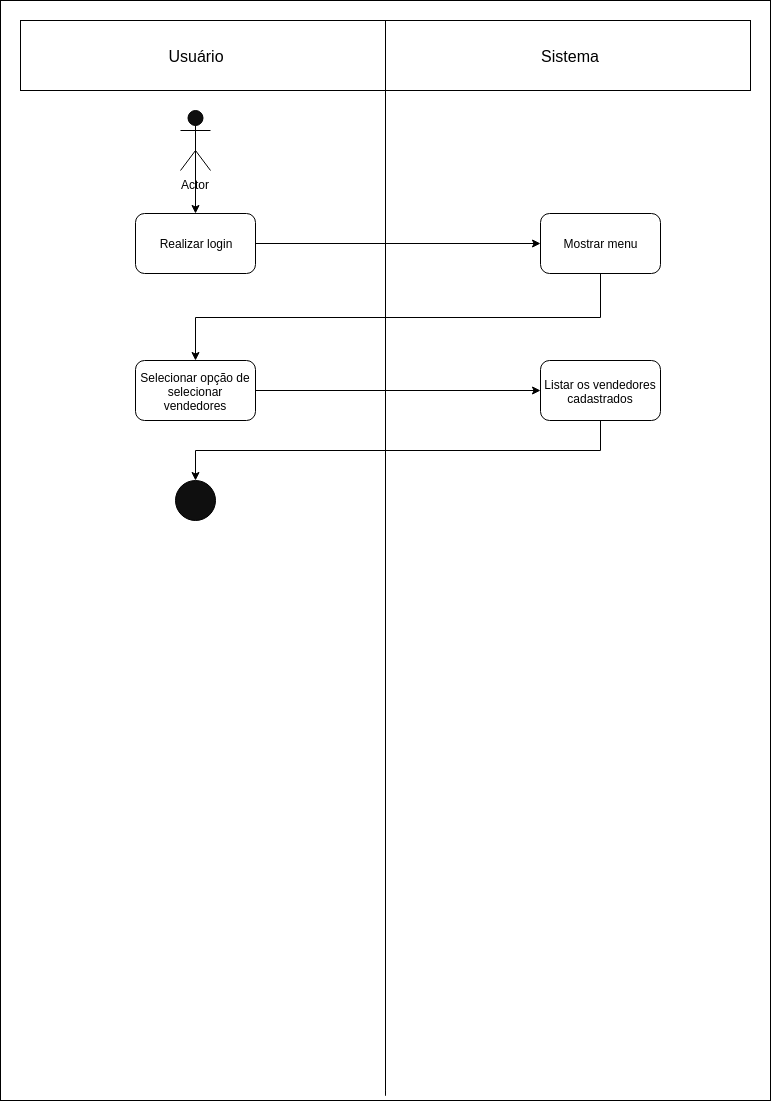 Usuário
Sistema
Actor
Realizar login
Mostrar menu
Selecionar opção de
selecionar
vendedores
Listar os vendedores
cadastrados